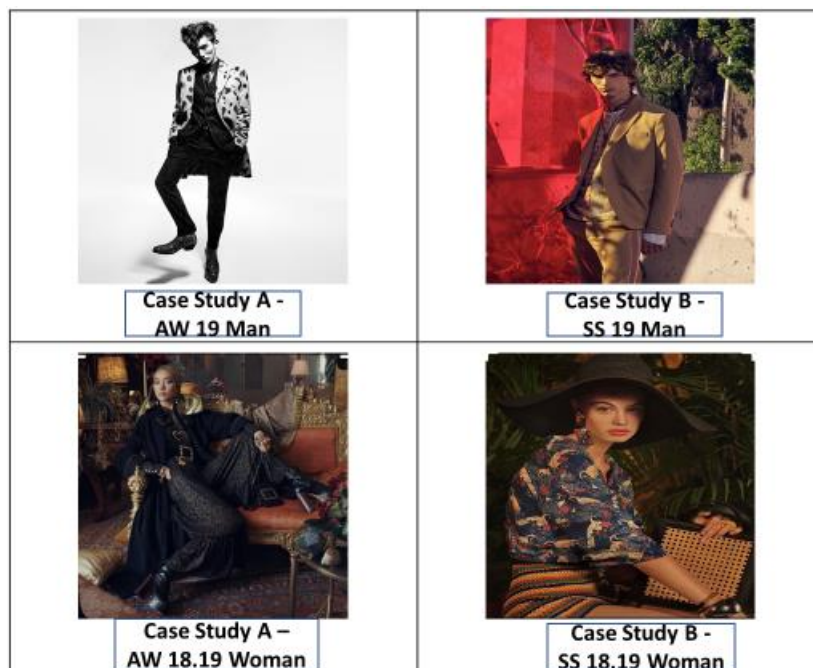 Case Study A -
AW 19 Man
Case Study B -
SS 19 Man
Case Study A –
AW 18.19 Woman
Case Study B -
SS 18.19 Woman